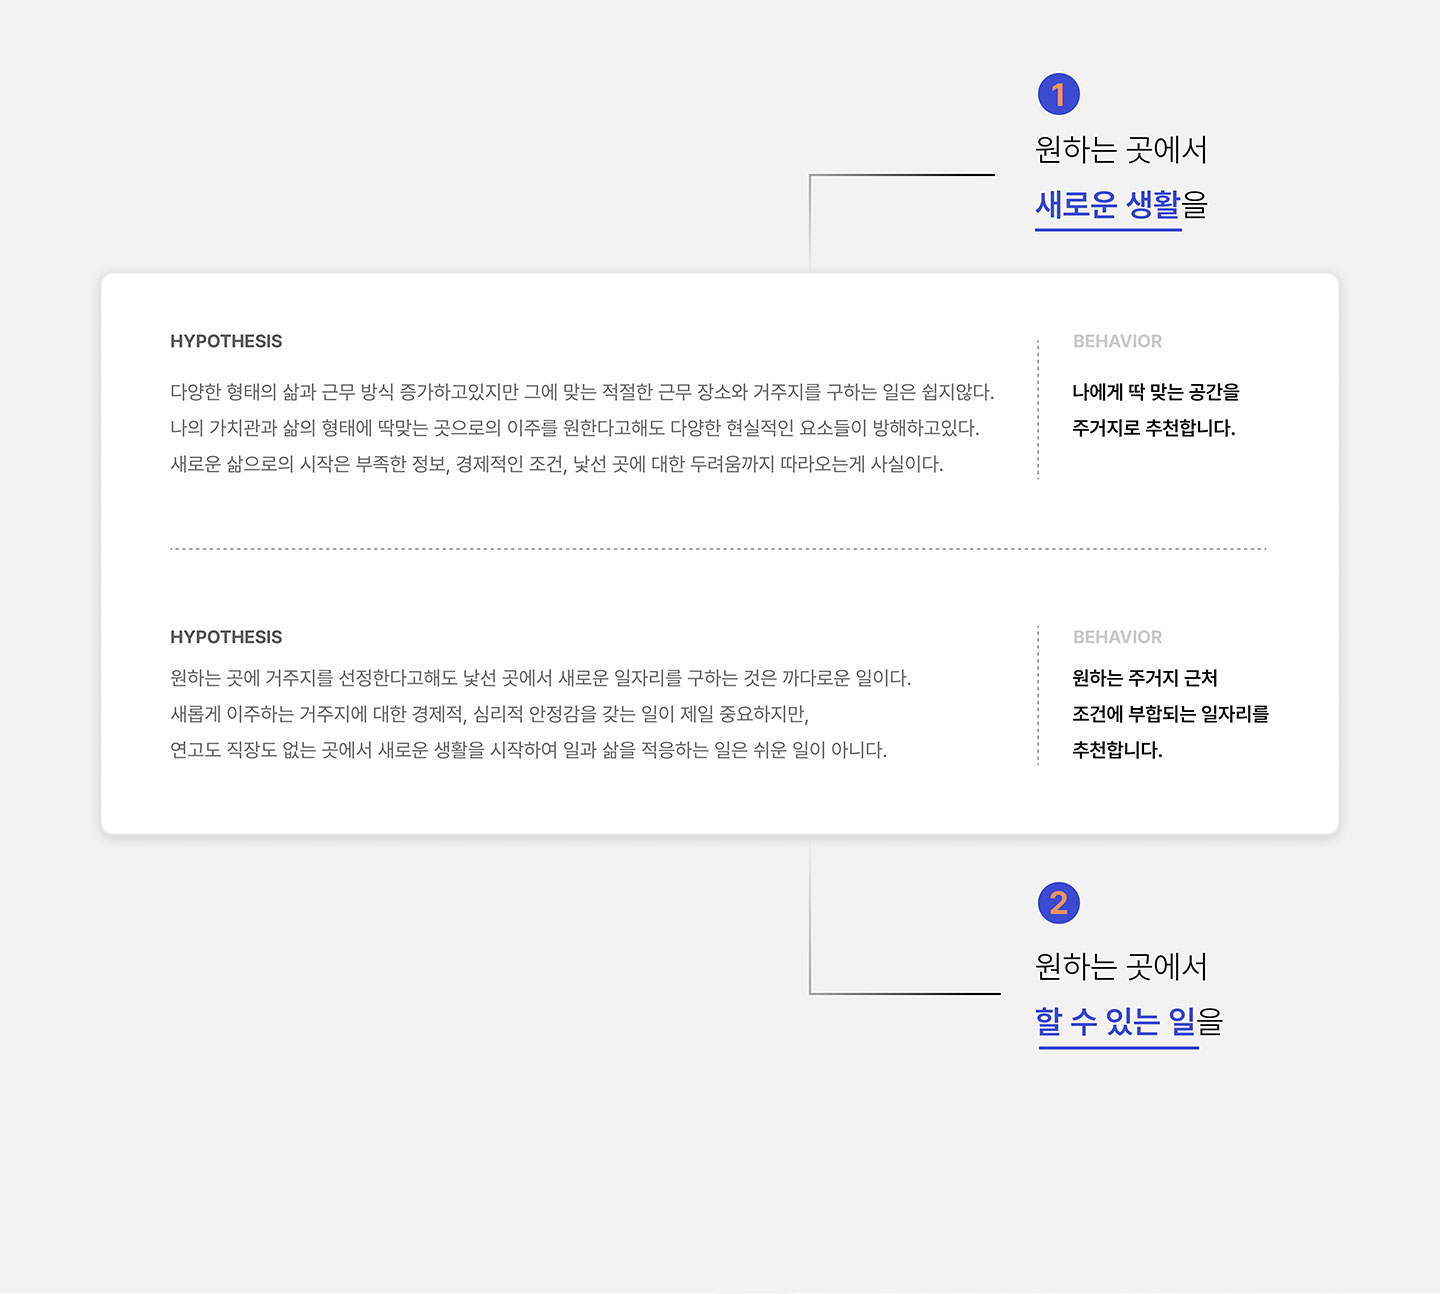 1
원하는 곳에서
새로운 생활을
HYPOTHESIS
다양한 형태의 삶과 근무 방식 증가하고있지만 그에 맞는 적절한 근무 장소와 거주지를 구하는 일은 쉽지않다.
나의 가치관과 삶의 형태에 딱맞는 곳으로의 이주를 원한다고해도 다양한 현실적인 요소들이 방해하고있다.
새로운 삶으로의 시작은 부족한 정보, 경제적인 조건, 낯선 곳에 대한 두려움까지 따라오는게 사실이다.
BEHAVIOR
나에게 딱 맞는 공간을
주거지로 추천합니다.
HYPOTHESIS
원하는 곳에 거주지를 선정한다고해도 낯선 곳에서 새로운 일자리를 구하는 것은 까다로운 일이다.
새롭게 이주하는 거주지에 대한 경제적, 심리적 안정감을 갖는 일이 제일 중요하지만,
연고도 직장도 없는 곳에서 새로운 생활을 시작하여 일과 삶을 적응하는 일은 쉬운 일이 아니다.
BEHAVIOR
원하는 주거지 근처
조건에 부합되는 일자리를
추천합니다.
2
원하는 곳에서
할 수 있는 일을